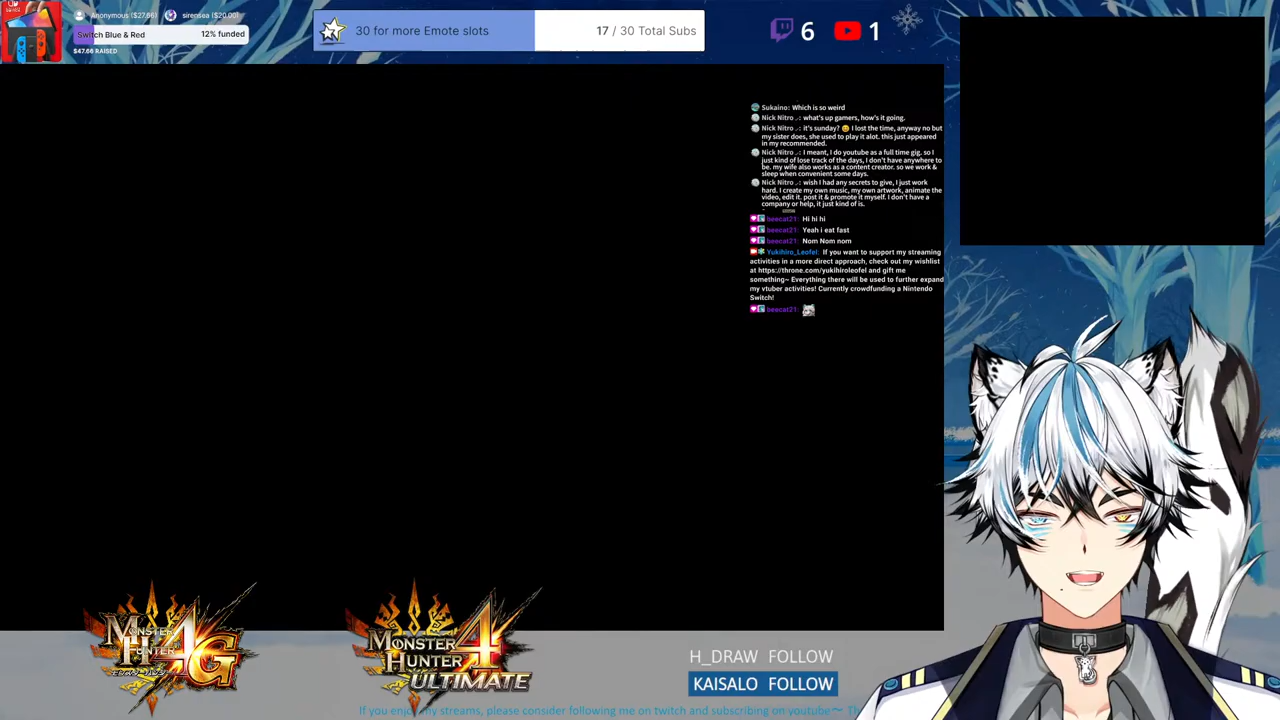 Anonymous ($27.66) sirensea ($20.00)
Switch Blue & Red 12% funded
$47.66 RAISED
30 for more Emote slots 17 / 30 Total Subs
6 1
Sukaino: Which is so weird
Nick Nitro: what's up gamers, how's it going.
Nick Nitro: it's sunday? I lost the time, anyway no but
my sister does, she used to play it alot. this just appeared
in my recommended.
Nick Nitro: I meant, I do youtube as a full time gig. so I
just kind of lose track of the days, I don't have anywhere to
be. my wife also works as a content creator. so we work &
sleep when convenient some days.
Nick Nitro: wish I had any secrets to give, I just work
hard. I create my own music, my own artwork, animate the
video, edit it. post it & promote it myself. I don't have a
company or help, it just kind of is.
beecat21: Hi hi hi
beecat21: Yeah i eat fast
beecat21: Nom Nom nom
Yukihiro_Leofel: If you want to support my streaming
activities in a more direct approach, check out my wishlist
at https://throne.com/yukihiroleofel and gift me
something~ Everything there will be used to further expand
my vtuber activities! Currently crowdfunding a Nintendo
Switch!
beecat21:
MONSTER
HUNTER 4G
MONSTER
HUNTER 4
ULTIMATE
H_DRAW FOLLOW
KAISALO FOLLOW
If you enjoy my streams, please consider following me on twitch and subscribing on youtube～ Th